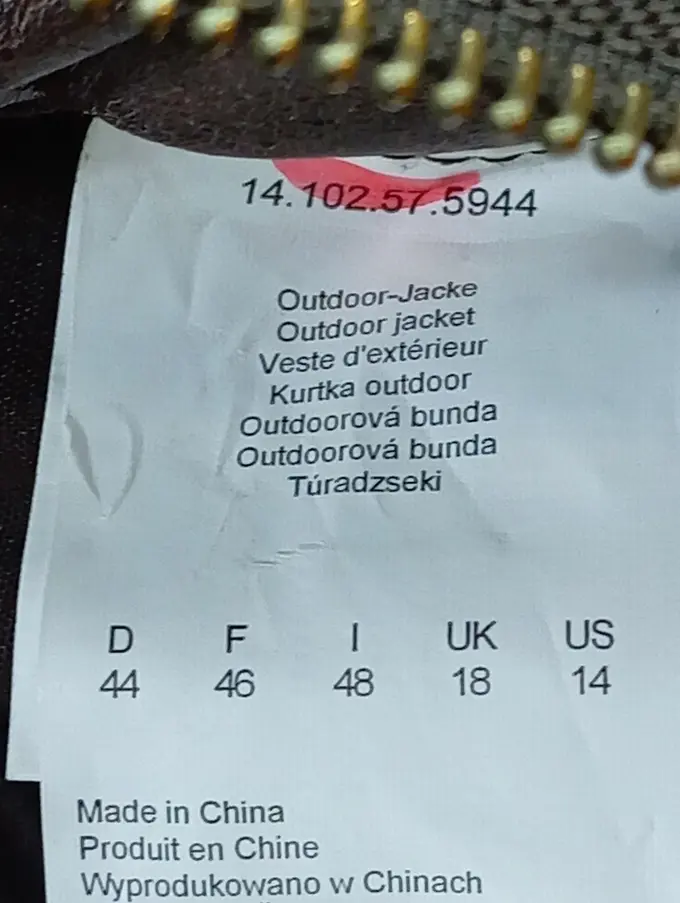 14.102.57.5944
Outdoor-Jacke
Outdoor jacket
Veste d'extérieur
Kurtka outdoor
Outdoorová bunda
Outdoorová bunda
Túradzseki
D F I UK US
44 46 48 18 14
Made in China
Produit en Chine
Wyprodukowano w Chinach